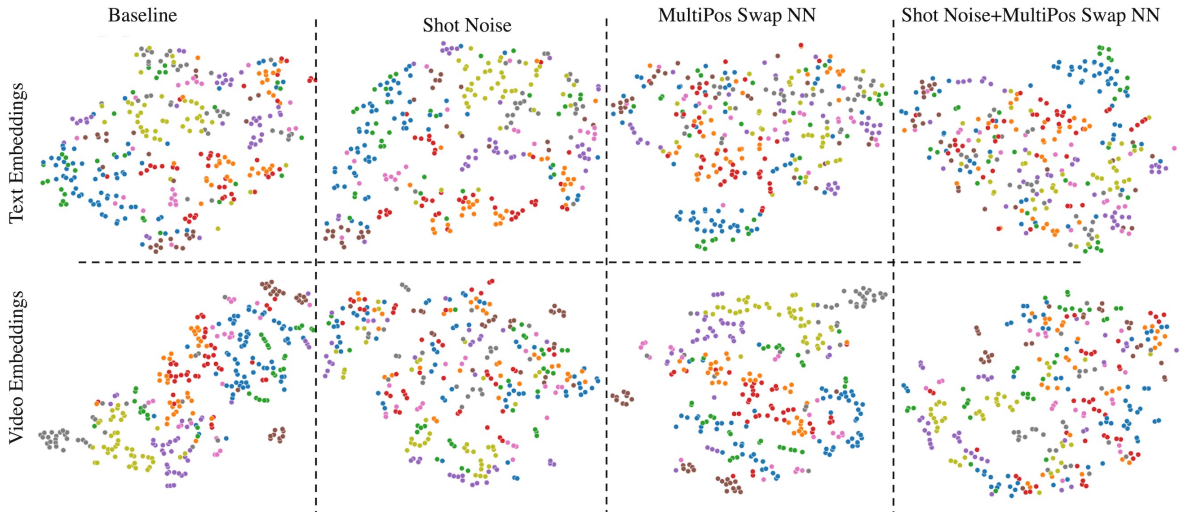 Baseline
Shot Noise
MultiPos Swap NN
Shot Noise+MultiPos Swap NN
Text Embeddings
Video Embeddings